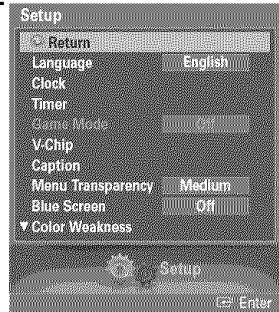 Setup
Return
Language English
Clock
Timer
Game Mode Off
V-Chip
Caption
Menu Transparency Medium
Blue Screen Off
▼ Color Weakness
Setup
Enter